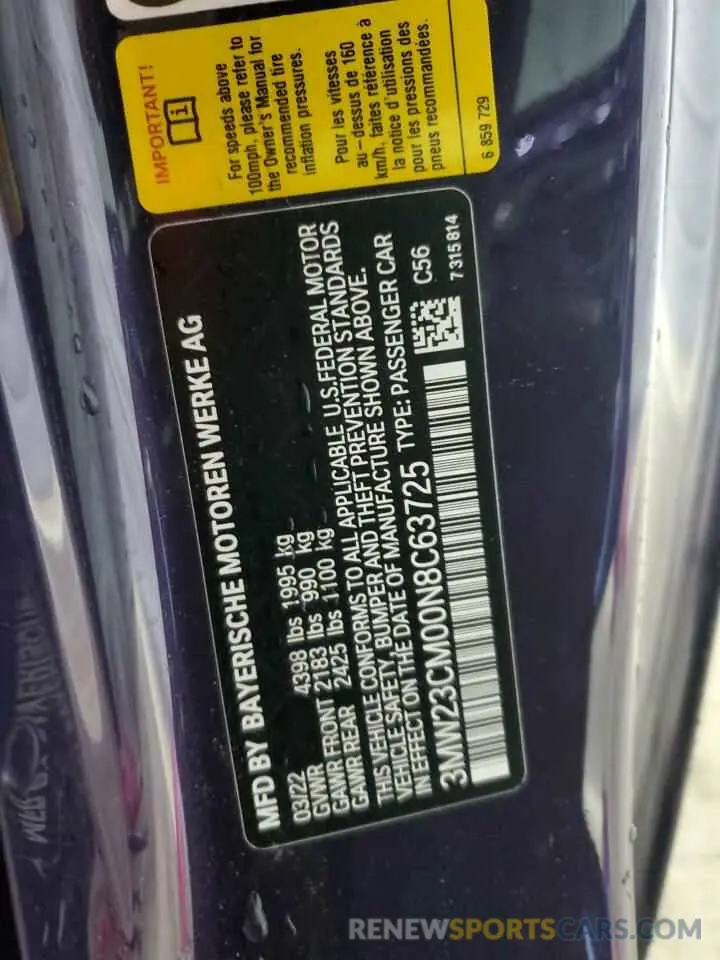 IMPORTANT!
For speeds above
100mph, please refer to
the Owner's Manual for
recommended tire
inflation pressures.
Pour les vitesses
au-dessus de 160
km/h, faites référence à
la notice d'utilisation
pour les pressions des
pneus recommandées.
6 859 729
MFD BY BAYERISCHE MOTOREN WERKE AG
03/22
GVWR 4398 lbs 1995 kg
GAWR FRONT 2183 lbs 990 kg
GAWR REAR 2425 lbs 1100 kg
THIS VEHICLE CONFORMS TO ALL APPLICABLE U.S. FEDERAL MOTOR
VEHICLE SAFETY, BUMPER AND THEFT PREVENTION STANDARDS
IN EFFECT ON THE DATE OF MANUFACTURE SHOWN ABOVE.
3MW23CM00N8C63725 TYPE: PASSENGER CAR
C56
7 315 814
RENEWSPORTSCARS.COM